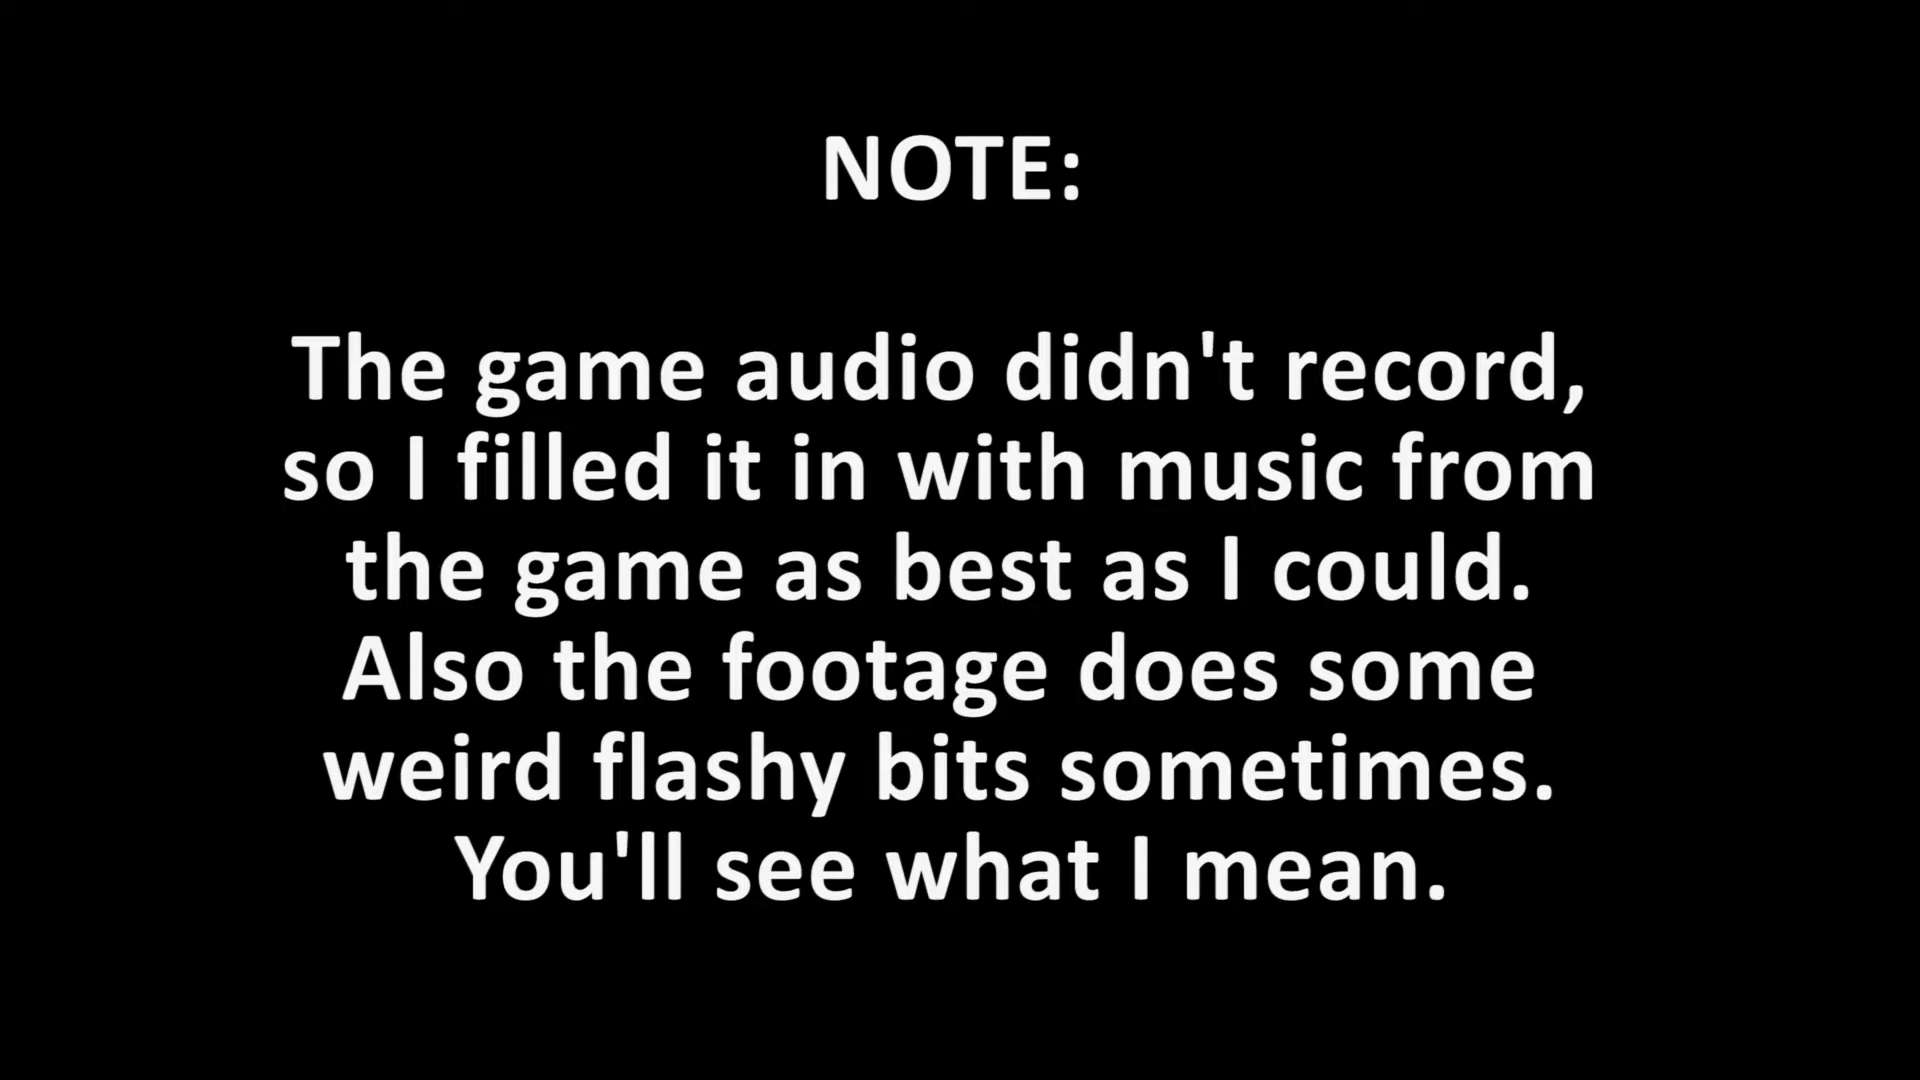 NOTE:
The game audio didn't record,
so I filled it in with music from
the game as best as I could.
Also the footage does some
weird flashy bits sometimes.
You'll see what I mean.